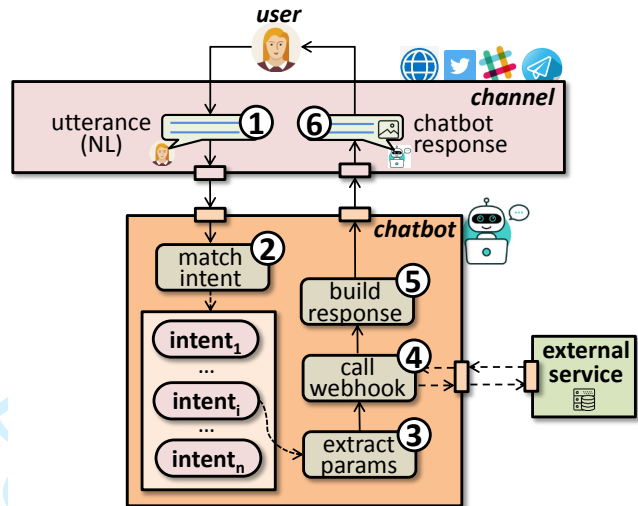 user
channel
utterance
(NL)
1
6
chatbot
response
chatbot
match
intent
2
build
response
5
intent1
...
intenti
...
intentn
call
webhook
4
extract
params
3
external
service